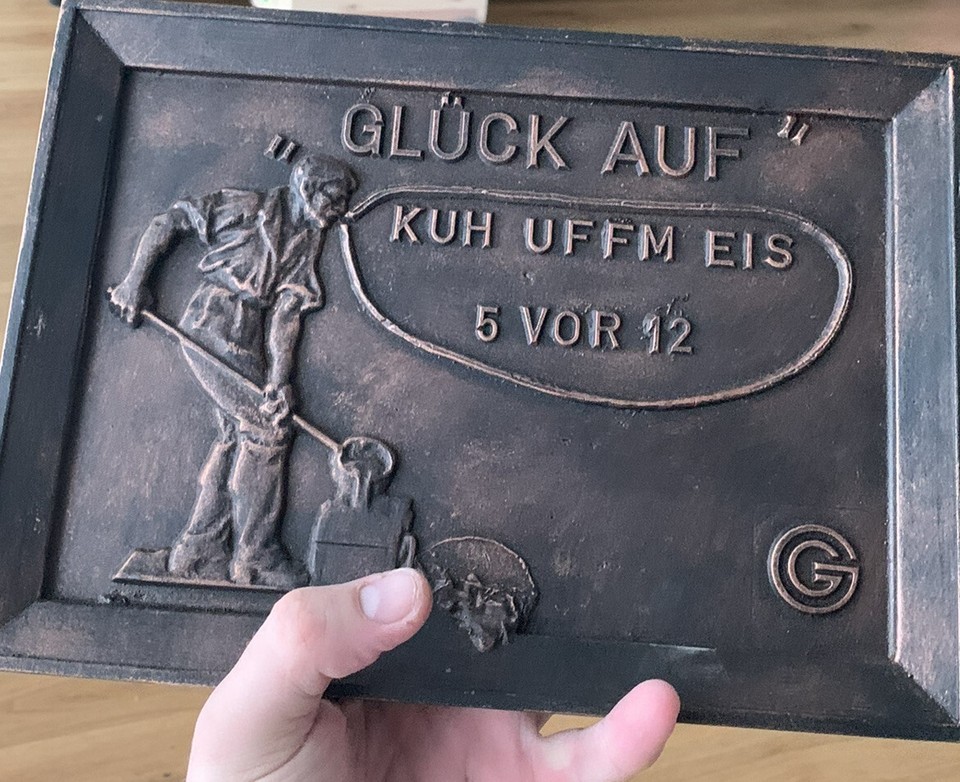 "GLÜCK AUF"
KUH UFFM EIS
5 VOR 12
G